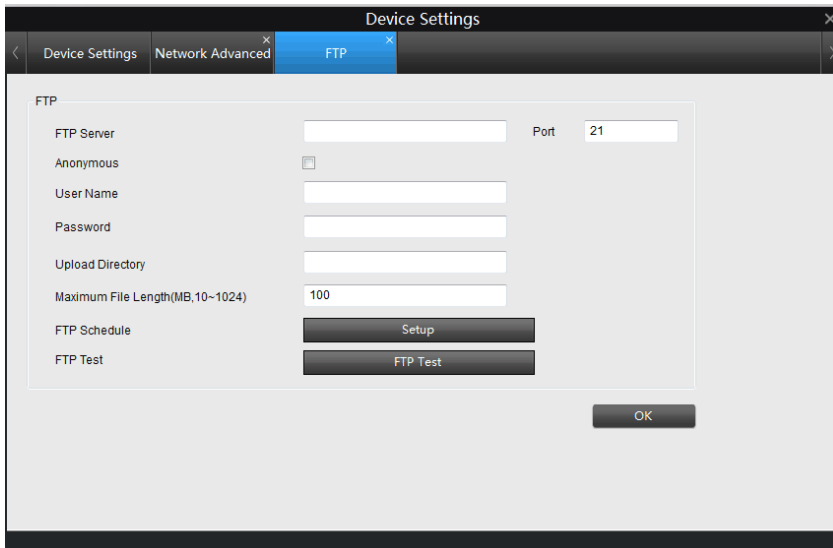 Device Settings
Device Settings Network Advanced FTP
FTP
FTP Server Port 21
Anonymous
User Name
Password
Upload Directory
Maximum File Length(MB,10~1024) 100
FTP Schedule Setup
FTP Test FTP Test
OK